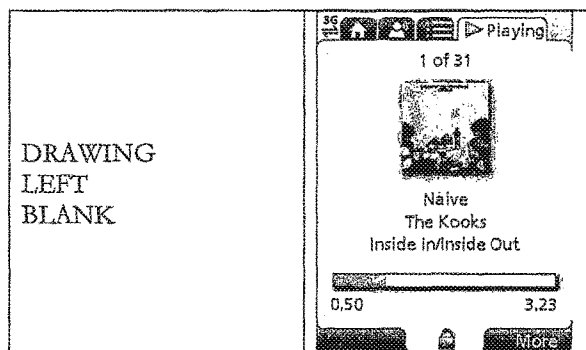 DRAWING
LEFT
BLANK
3G
Playing
1 of 31
Naive
The Kooks
Inside In/Inside Out
0,50 3,23
More